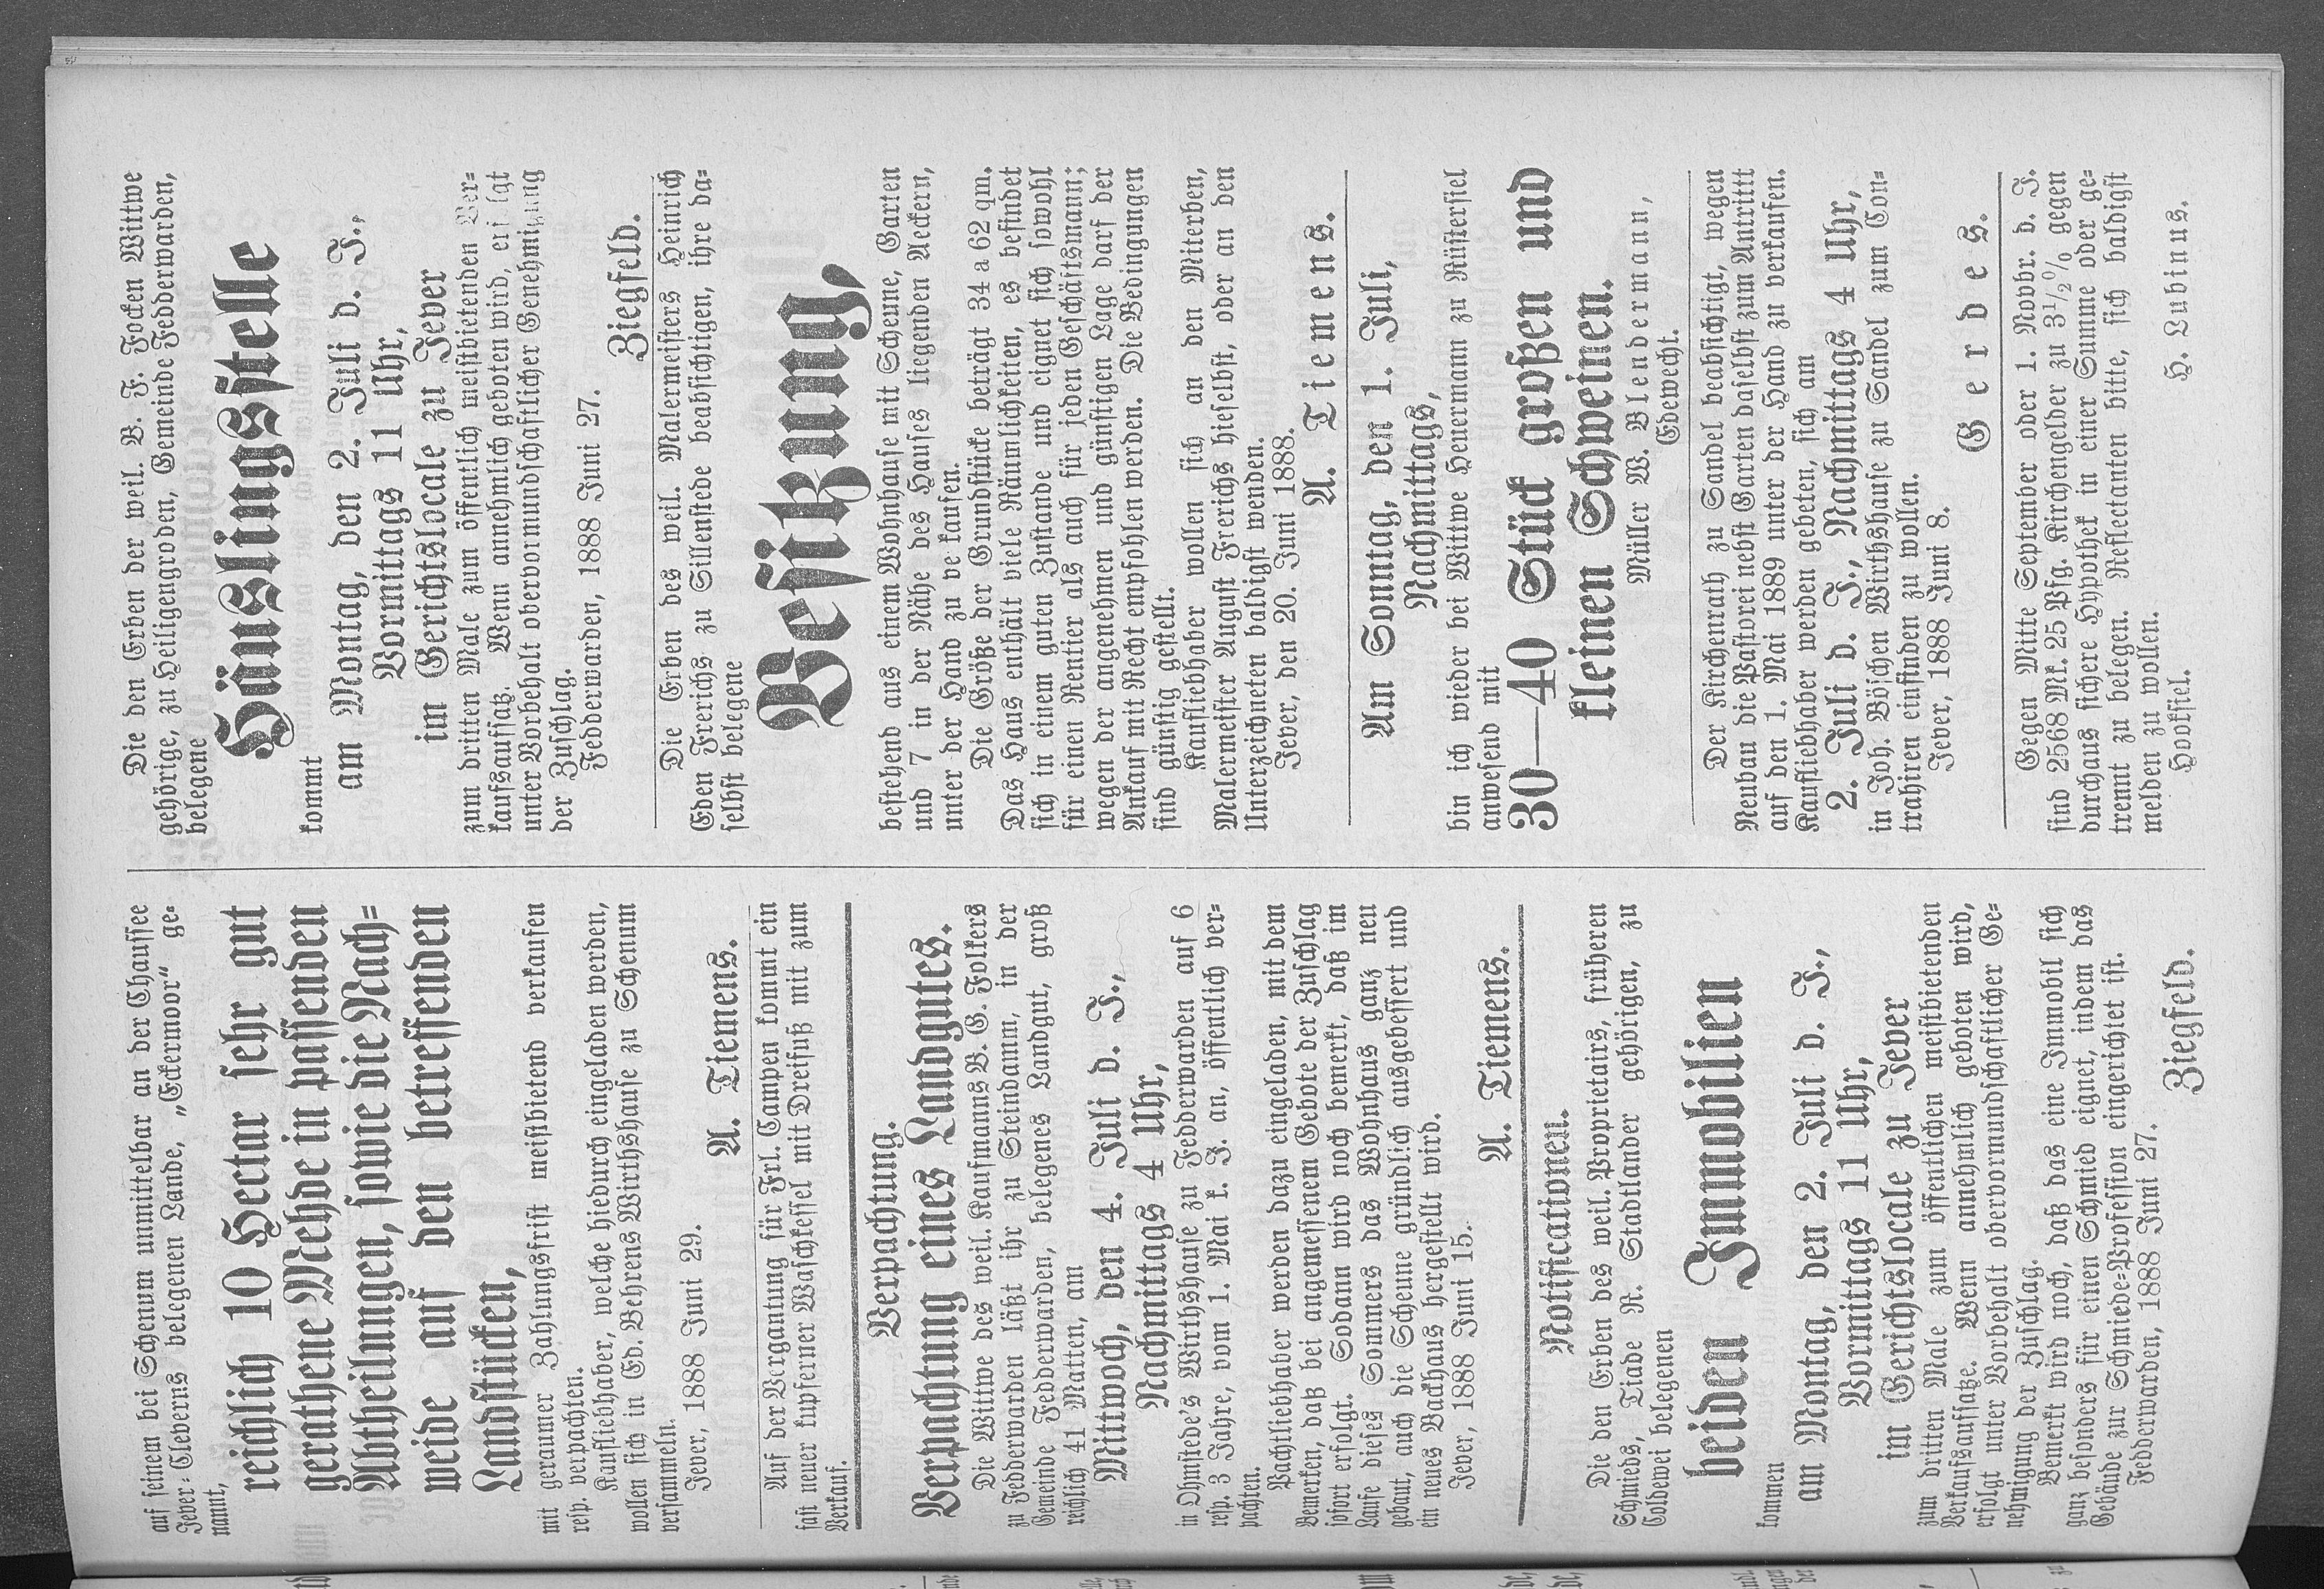 auf seinem bei Schenum unmittelbar an der Chaussee
Jever-Cleverns belegenen Lande, „Eckermoor“ ge-
nannt,
reichlich 10 Hectar sehr gut
gerathene Mehde in passenden
Abtheilungen, sowie die Nach-
weide auf den betreffenden
Landstücken,
mit geraumer Zahlungsfrist meistbietend verkaufen
resp. verpachten.
Kaufliebhaber, welche hiedurch eingeladen werden,
wollen sich in Ed. Behrens Wirthshause zu Schenum
versammeln.
Jever, 1888 Juni 29.
A. Tiemens.
Auf der Vergantung für Frl. Campen kommt ein
fast neuer kupferner Waschkessel mit Dreifuß mit zum
Verkauf.
Verpachtung.
Verpachtung eines Landgutes.
Die Wittwe des weil. Kaufmanns B. G. Folkers
zu Fedderwarden läßt ihr zu Steindamm, in der
Gemeinde Fedderwarden, belegenes Landgut, groß
reichlich 41 Matten, am
Mittwoch, den 4. Juli d. J.,
Nachmittags 4 Uhr,
in Ohmstede's Wirthshause zu Fedderwarden auf 6
resp. 3 Jahre, vom 1. Mai k. J. an, öffentlich ver-
pachten.
Pachtliebhaber werden dazu eingeladen, mit dem
Bemerken, daß bei angemessenem Gebote der Zuschlag
sofort erfolgt. Sodann wird noch bemerkt, daß im
Laufe dieses Sommers das Wohnhaus ganz neu
gebaut, auch die Scheune gründlich ausgebessert und
ein neues Backhaus hergestellt wird.
Jever, 1888 Juni 15.
A. Tiemens.
Notificationen.
Die den Erben des weil. Proprietairs, früheren
Schmieds, Tiade R. Stadtlander gehörigen, zu
Coldewei belegenen
beiden Immobilien
kommen
am Montag, den 2. Juli d. J.,
Vormittags 11 Uhr,
im Gerichtslocale zu Jever
zum dritten Male zum öffentlichen meistbietenden
Verkaufsaufsatze. Wenn annehmlich geboten wird,
erfolgt unter Vorbehalt obervormundschaftlicher Ge-
nehmigung der Zuschlag.
Bemerkt wird noch, daß das eine Immobil sich
ganz besonders für einen Schmied eignet, indem das
Gebäude zur Schmiede-Profession eingerichtet ist.
Fedderwarden, 1888 Juni 27.
Ziegfeld.
Die den Erben der weil. B. F. Focken Wittwe
gehörige, zu Heiligengroden, Gemeinde Fedderwarden,
belegene
Häuslingsstelle
kommt
am Montag, den 2. Juli d. J.,
Vormittags 11 Uhr,
im Gerichtslocale zu Jever
zum dritten Male zum öffentlich meistbietenden Ver-
kaufsaufsatz. Wenn annehmlich geboten wird, erfolgt
unter Vorbehalt obervormundschaftlicher Genehmigung
der Zuschlag.
Fedderwarden, 1888 Juni 27.
Ziegfeld.
Die Erben des weil. Malermeisters Heinrich
Eden Frerichs zu Sillenstede beabsichtigen, ihre da-
selbst belegene
Besitzung,
bestehend aus einem Wohnhause mit Scheune, Garten
und 7 in der Nähe des Hauses liegenden Aeckern,
unter der Hand zu ve kaufen.
Die Größe der Grundstücke beträgt 34 a 62 qm.
Das Haus enthält viele Räumlichkeiten, es befindet
sich in einem guten Zustande und eignet sich sowohl
für einen Rentier als auch für jeden Geschäftsmann;
wegen der angenehmen und günstigen Lage darf der
Ankauf mit Recht empfohlen werden. Die Bedingungen
sind günstig gestellt.
Kaufliebhaber wollen sich an den Miterben,
Malermeister August Frerichs hieselbst, oder an den
Unterzeichneten baldigst wenden.
Jever, den 20. Juni 1888.
A. Tiemens.
Am Sonntag, den 1. Juli,
Nachmittags,
bin ich wieder bei Wittwe Heuermann zu Rüstersiel
anwesend mit
30—40 Stück großen und
kleinen Schweinen.
Müller W. Blendermann,
Edewecht.
Der Kirchenrath zu Sandel beabsichtigt, wegen
Neubau die Pastorei nebst Garten daselbst zum Antritt
auf den 1. Mai 1889 unter der Hand zu verkaufen.
Kaufliebhaber werden gebeten, sich am
2. Juli d. J., Nachmittags 4 Uhr,
in Joh. Böschen Wirthshause zu Sandel zum Con-
trahiren einfinden zu wollen.
Jever, 1888 Juni 8.
Gerdes.
Gegen Mitte September oder 1. Novbr. d. J.
sind 2568 Mk. 25 Pfg. Kirchengelder zu 3½% gegen
durchaus sichere Hypothek in einer Summe oder ge-
trennt zu belegen. Reflectanten bitte, sich baldigst
melden zu wollen.
Hooksiel.
H. Lubinus.